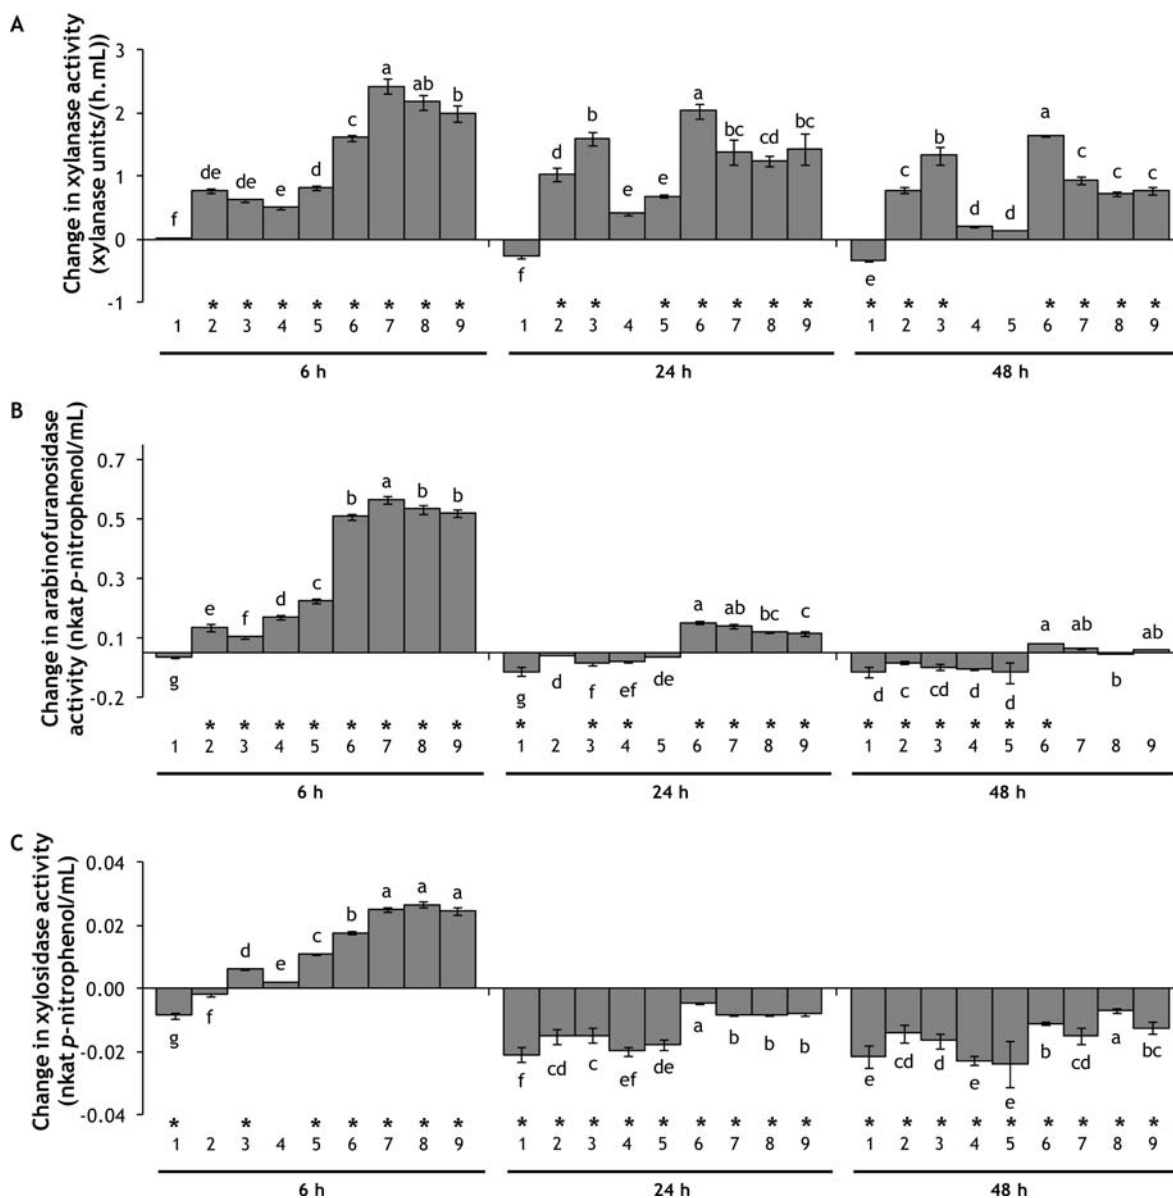 A
Change in xylanase activity
(xylanase units/(h.mL))
3
2
1
0
-1
f
de
de
e
d
c
a
ab
b
f
d
b
e
e
a
bc
cd
bc
e
c
b
d
d
a
c
c
c
* * * * * * * * * * * * * * * * * * * * * *
1 2 3 4 5 6 7 8 9 1 2 3 4 5 6 7 8 9 1 2 3 4 5 6 7 8 9
6 h 24 h 48 h
B
Change in arabinofuranosidase
activity (nkat p-nitrophenol/mL)
0.7
0.5
0.3
0.1
-0.2
g
e
f
d
c
b
a
b
b
g
d
f
ef
de
a
ab
bc
c
d
c
cd
d
d
a
ab
b
ab
* * * * * * * * * * * * * * * * * * * * *
1 2 3 4 5 6 7 8 9 1 2 3 4 5 6 7 8 9 1 2 3 4 5 6 7 8 9
6 h 24 h 48 h
C
Change in xylosidase activity
(nkat p-nitrophenol/mL)
0.04
0.02
0.00
-0.02
-0.04
g
f
d
e
c
b
a
a
a
f
cd
c
ef
de
a
b
b
b
e
cd
d
e
e
b
cd
a
bc
* * * * * * * * * * * * * * * * * * * * * * * * *
1 2 3 4 5 6 7 8 9 1 2 3 4 5 6 7 8 9 1 2 3 4 5 6 7 8 9
6 h 24 h 48 h